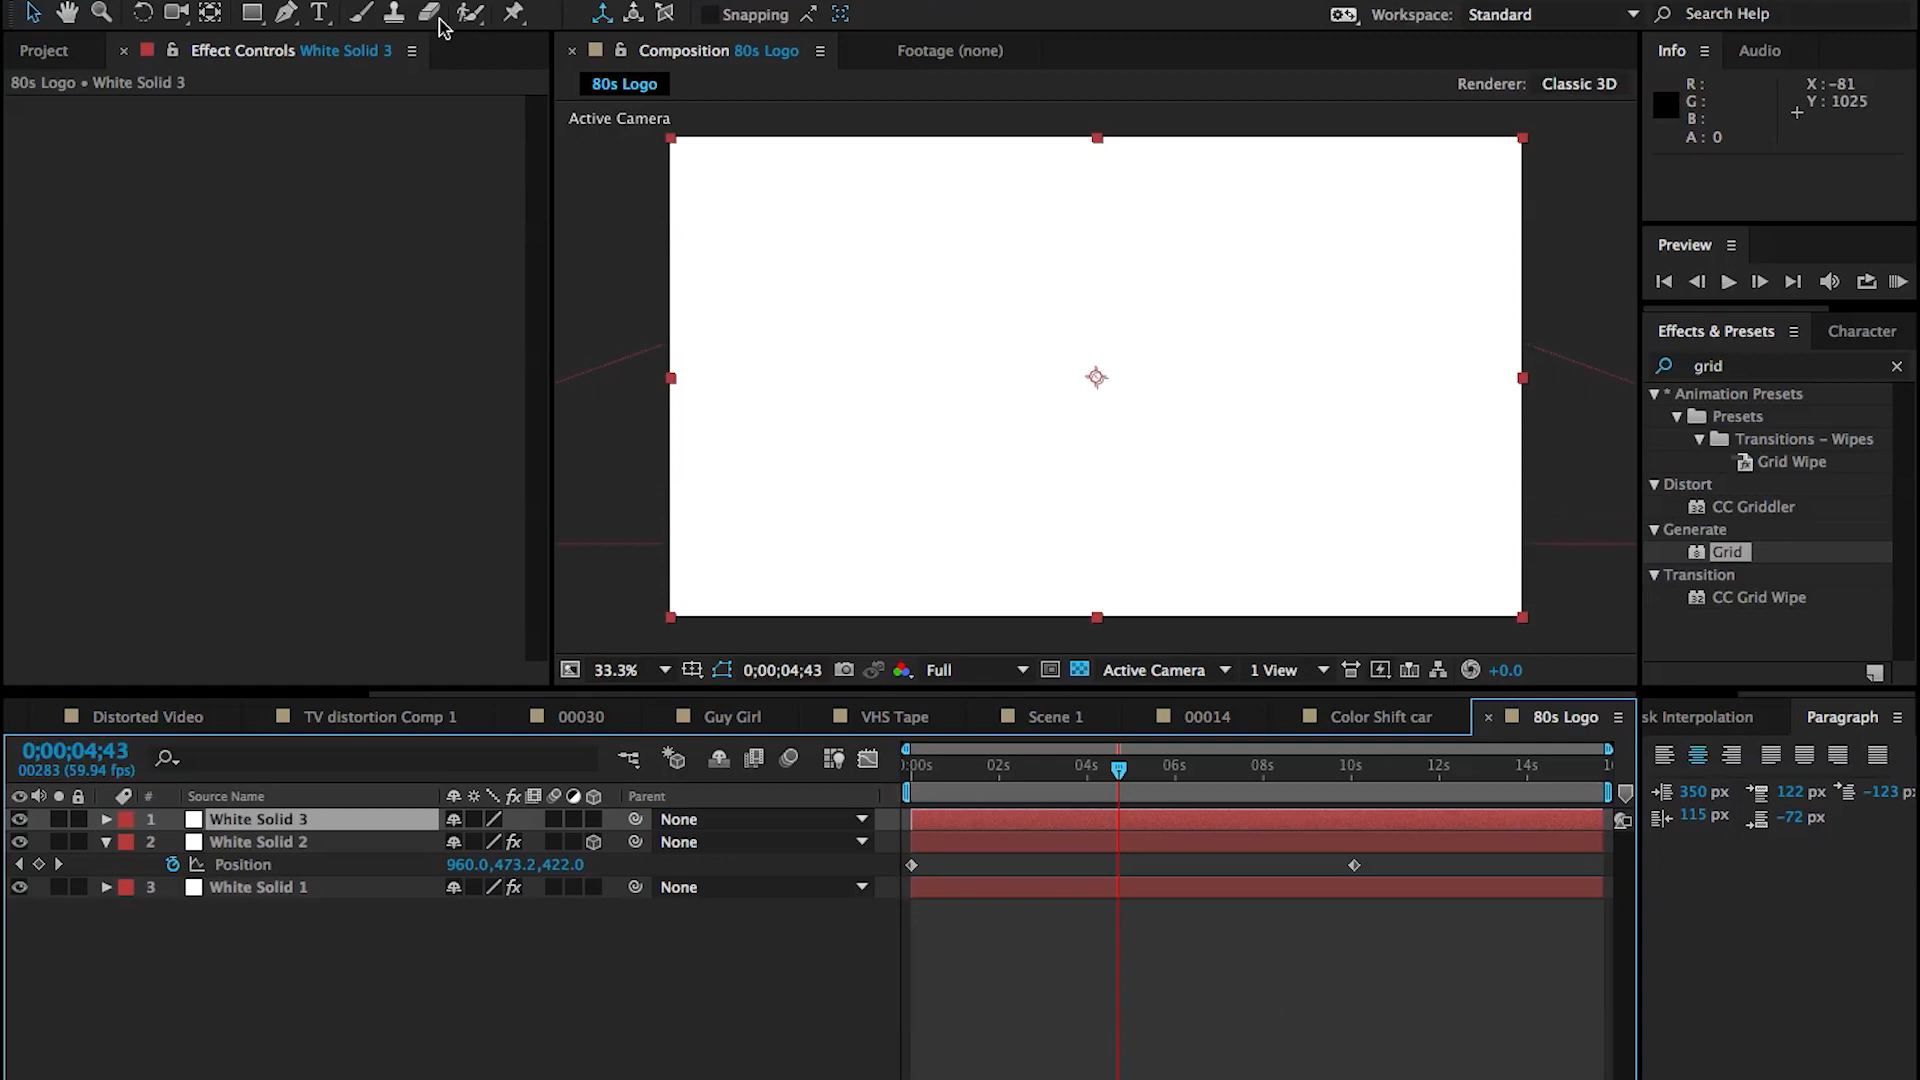 Snapping
Workspace: Standard
Search Help
Project
Effect Controls White Solid 3
Composition 80s Logo
Footage (none)
Info
Audio
80s Logo • White Solid 3
80s Logo
Renderer: Classic 3D
R :
G :
B :
A : 0
X : -81
Y : 1025
Active Camera
Preview
Effects & Presets
Character
grid
* Animation Presets
Presets
Transitions – Wipes
Grid Wipe
Distort
CC Griddler
Generate
Grid
Transition
CC Grid Wipe
33.3%
0;00;04;43
Full
Active Camera
1 View
+0.0
Distorted Video
TV distortion Comp 1
00030
Guy Girl
VHS Tape
Scene 1
00014
Color Shift car
80s Logo
sk Interpolation
Paragraph
0;00;04;43
00283 (59.94 fps)
):00s 02s 04s 06s 08s 10s 12s 14s
# Source Name
Parent
1 White Solid 3 None
2 White Solid 2 None
Position 960.0,473.2,422.0
3 White Solid 1 None
350 px 122 px -123 p
115 px -72 px